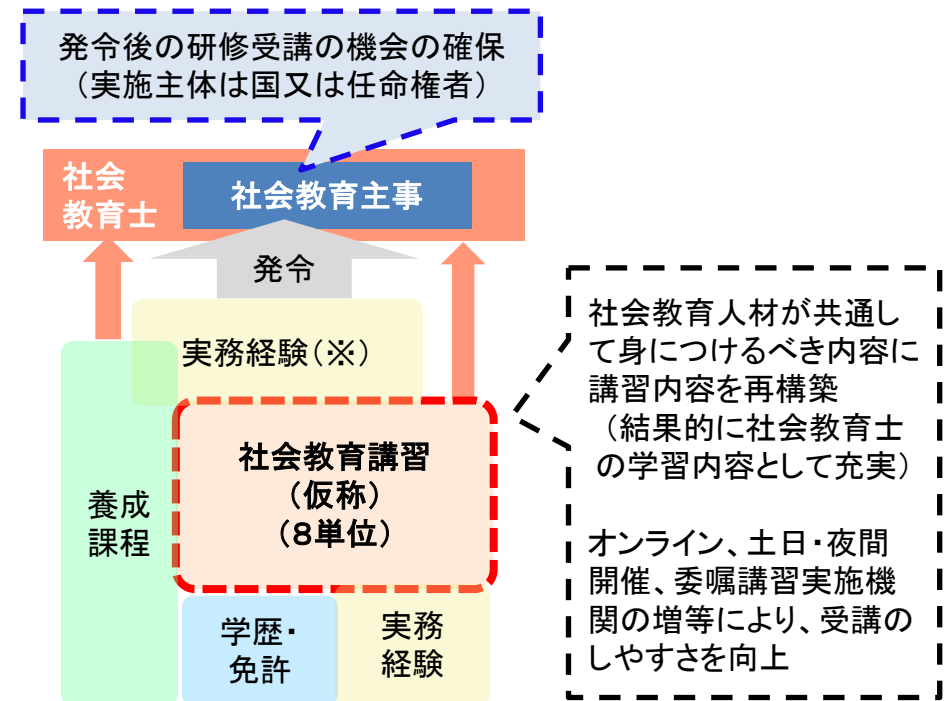 発令後の研修受講の機会の確保
（実施主体は国又は任命権者）
社会
教育士
社会教育主事
発令
実務経験（※）
社会教育講習
（仮称）
（８単位）
養成
課程
学歴・
免許
実務
経験
社会教育人材が共通し
て身につけるべき内容に
講習内容を再構築
（結果的に社会教育士
の学習内容として充実）
オンライン、土日・夜間
開催、委嘱講習実施機
関の増等により、受講の
しやすさを向上